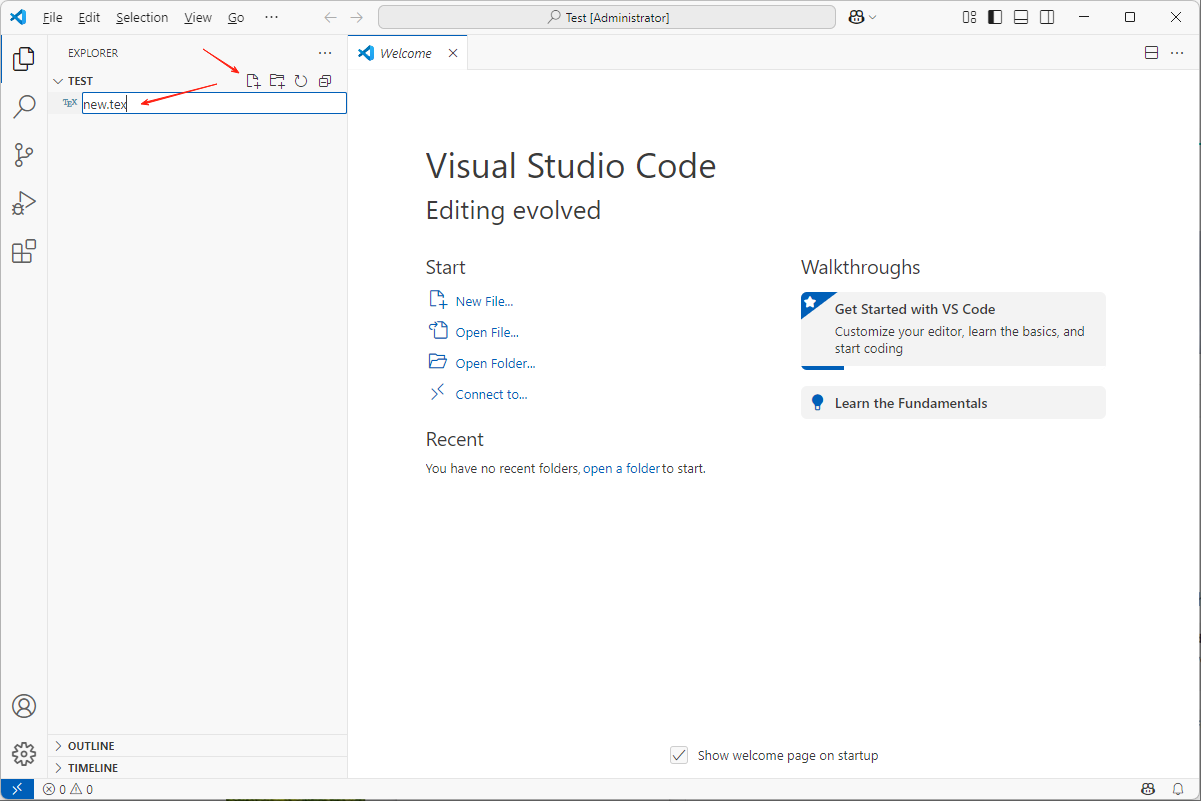 File Edit Selection View Go ··· Test [Administrator]
EXPLORER ···
Welcome
TEST
TEX new.tex
Visual Studio Code
Editing evolved
Start
New File...
Open File...
Open Folder...
Connect to...
Recent
You have no recent folders, open a folder to start.
Walkthroughs
Get Started with VS Code
Customize your editor, learn the basics, and
start coding
Learn the Fundamentals
Show welcome page on startup
OUTLINE
TIMELINE
0 0